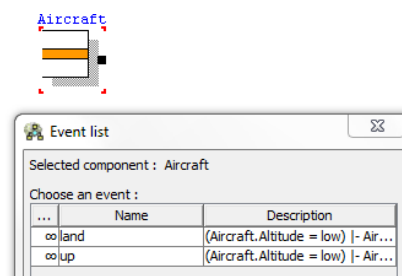 Aircraft
Event list
Selected component : Aircraft
Choose an event :
... Name Description
∞ land (Aircraft.Altitude = low) |- Air...
∞ up (Aircraft.Altitude = low) |- Air...